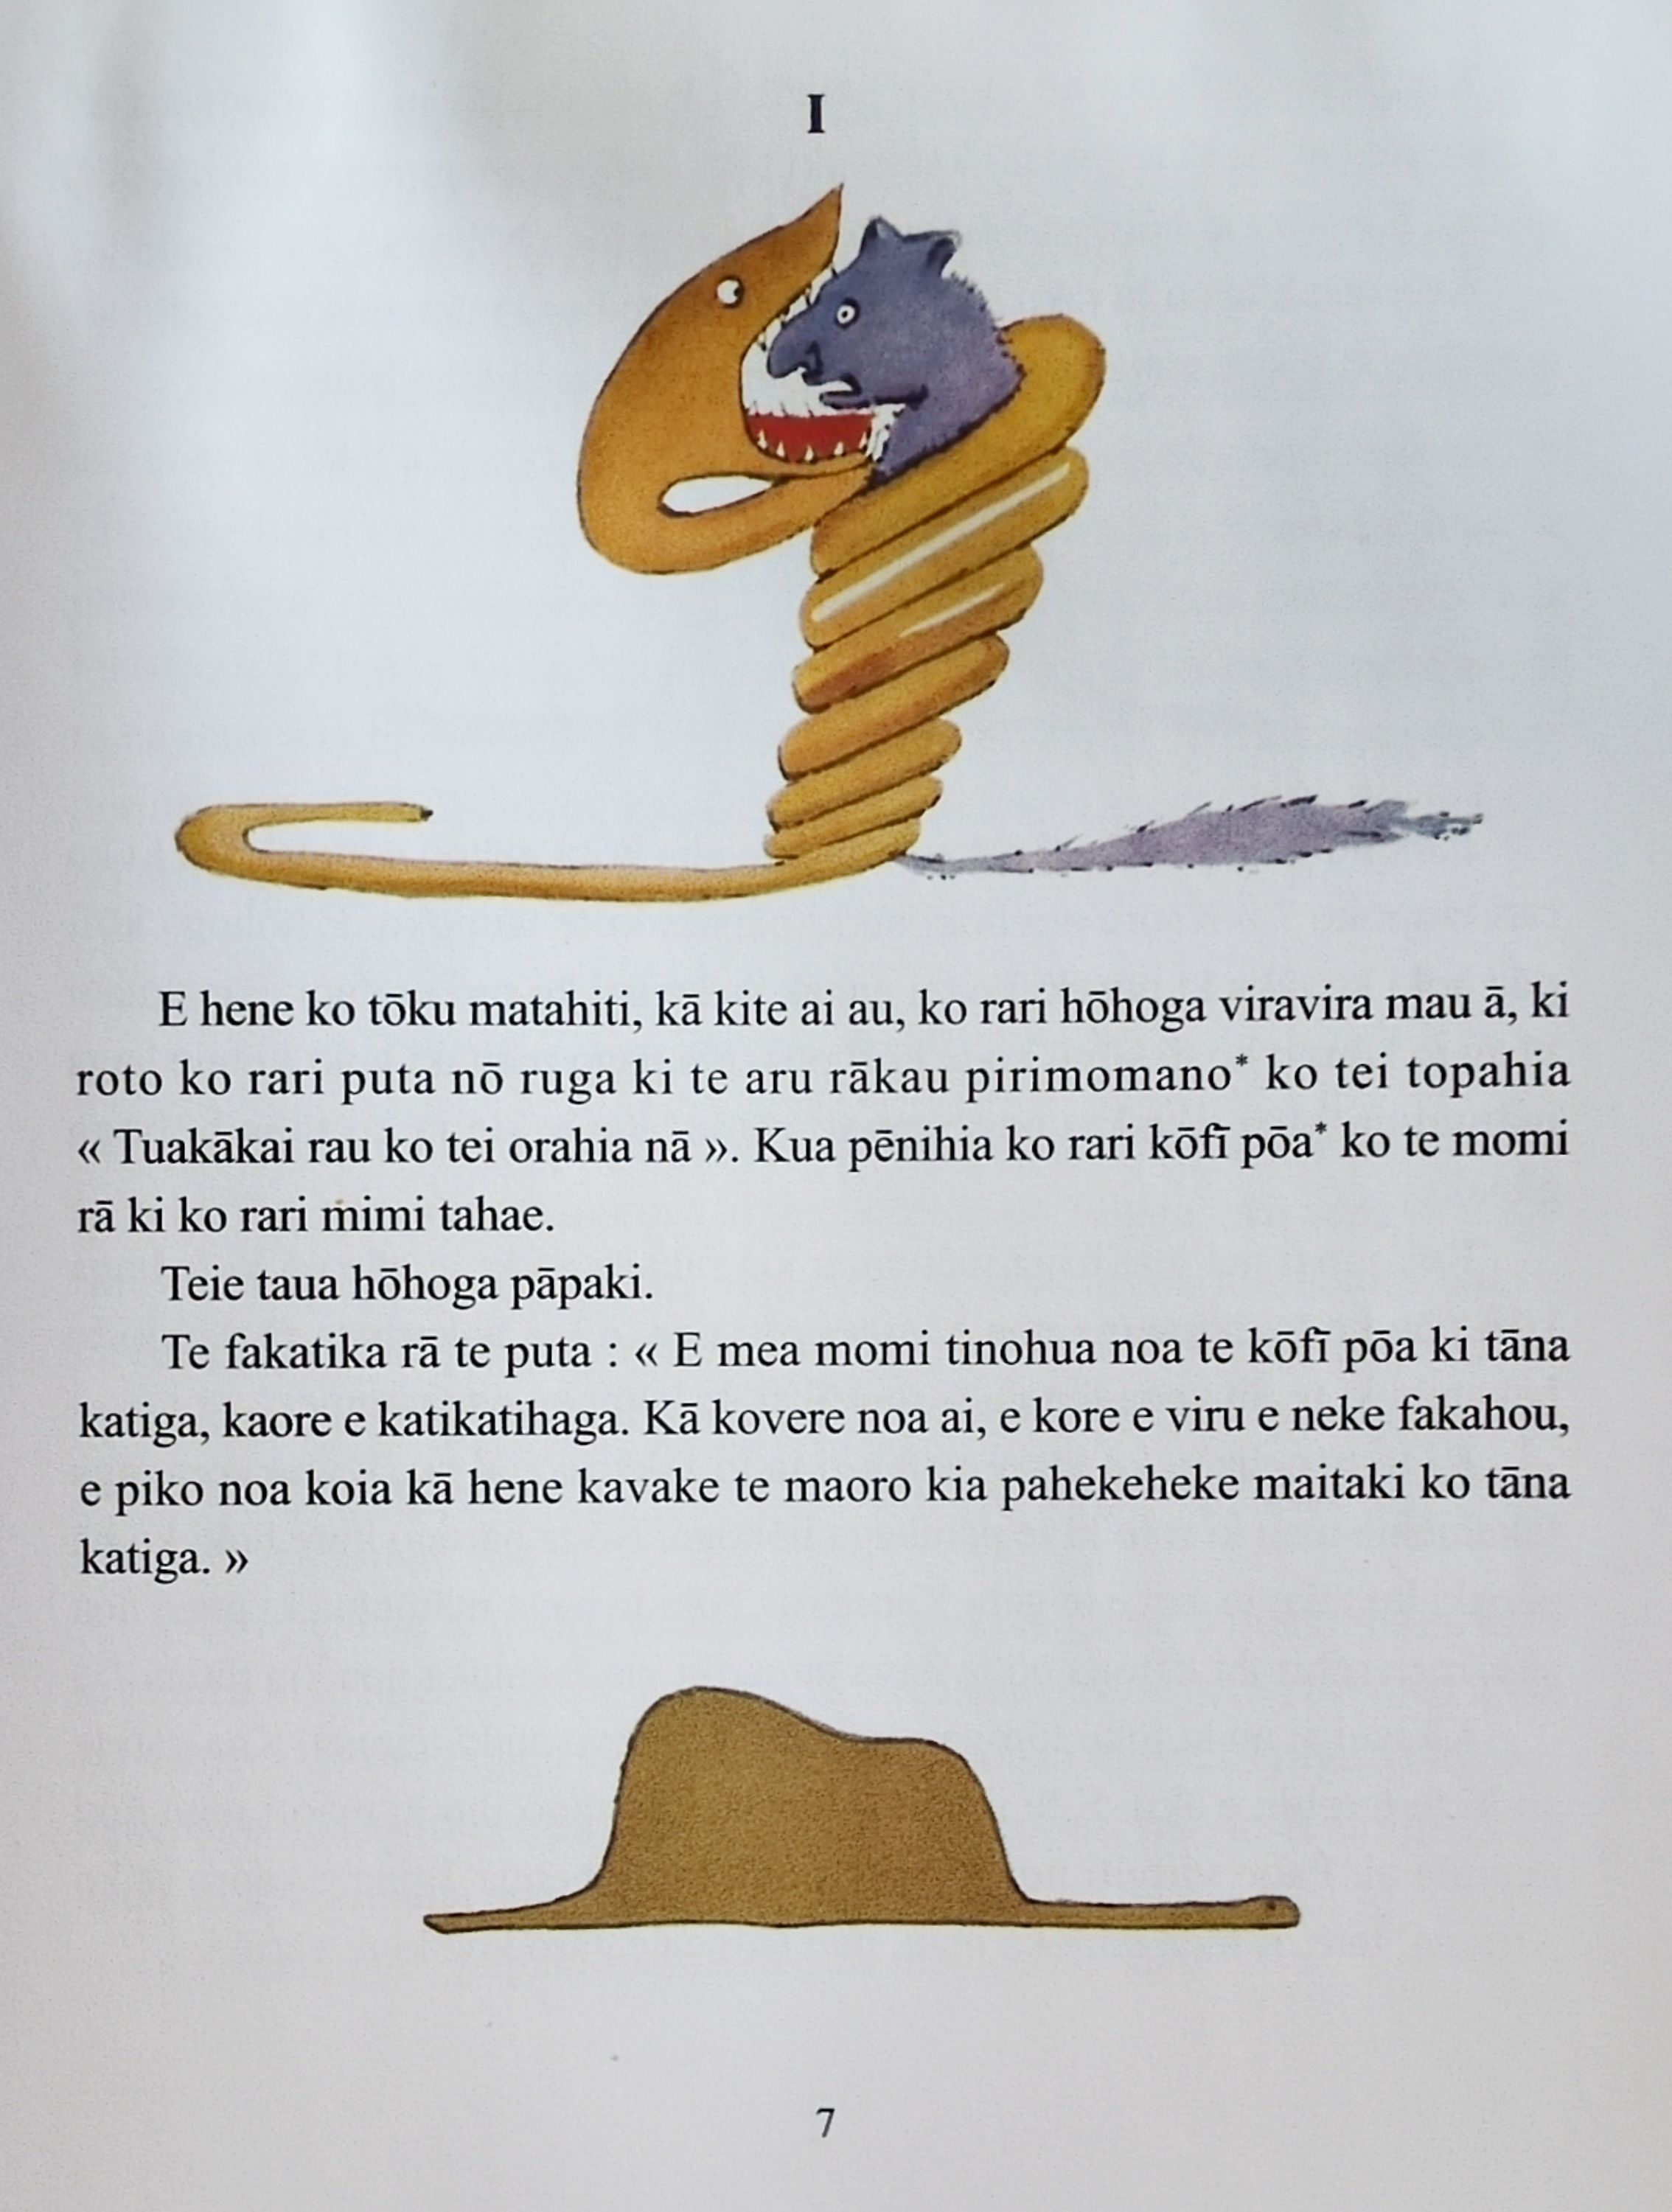 I
E hene ko tōku matahiti, kā kite ai au, ko rari hōhoga viravira mau ā, ki
roto ko rari puta nō ruga ki te aru rākau pirimomano* ko tei topahia
« Tuakākai rau ko tei orahia nā ». Kua pēnihia ko rari kōfī pōa* ko te momi
rā ki ko rari mimi tahae.
Teie taua hōhoga pāpaki.
Te fakatika rā te puta : « E mea momi tinohua noa te kōfī pōa ki tāna
katiga, kaore e katikatihaga. Kā kovere noa ai, e kore e viru e neke fakahou,
e piko noa koia kā hene kavake te maoro kia pahekeheke maitaki ko tāna
katiga. »
7